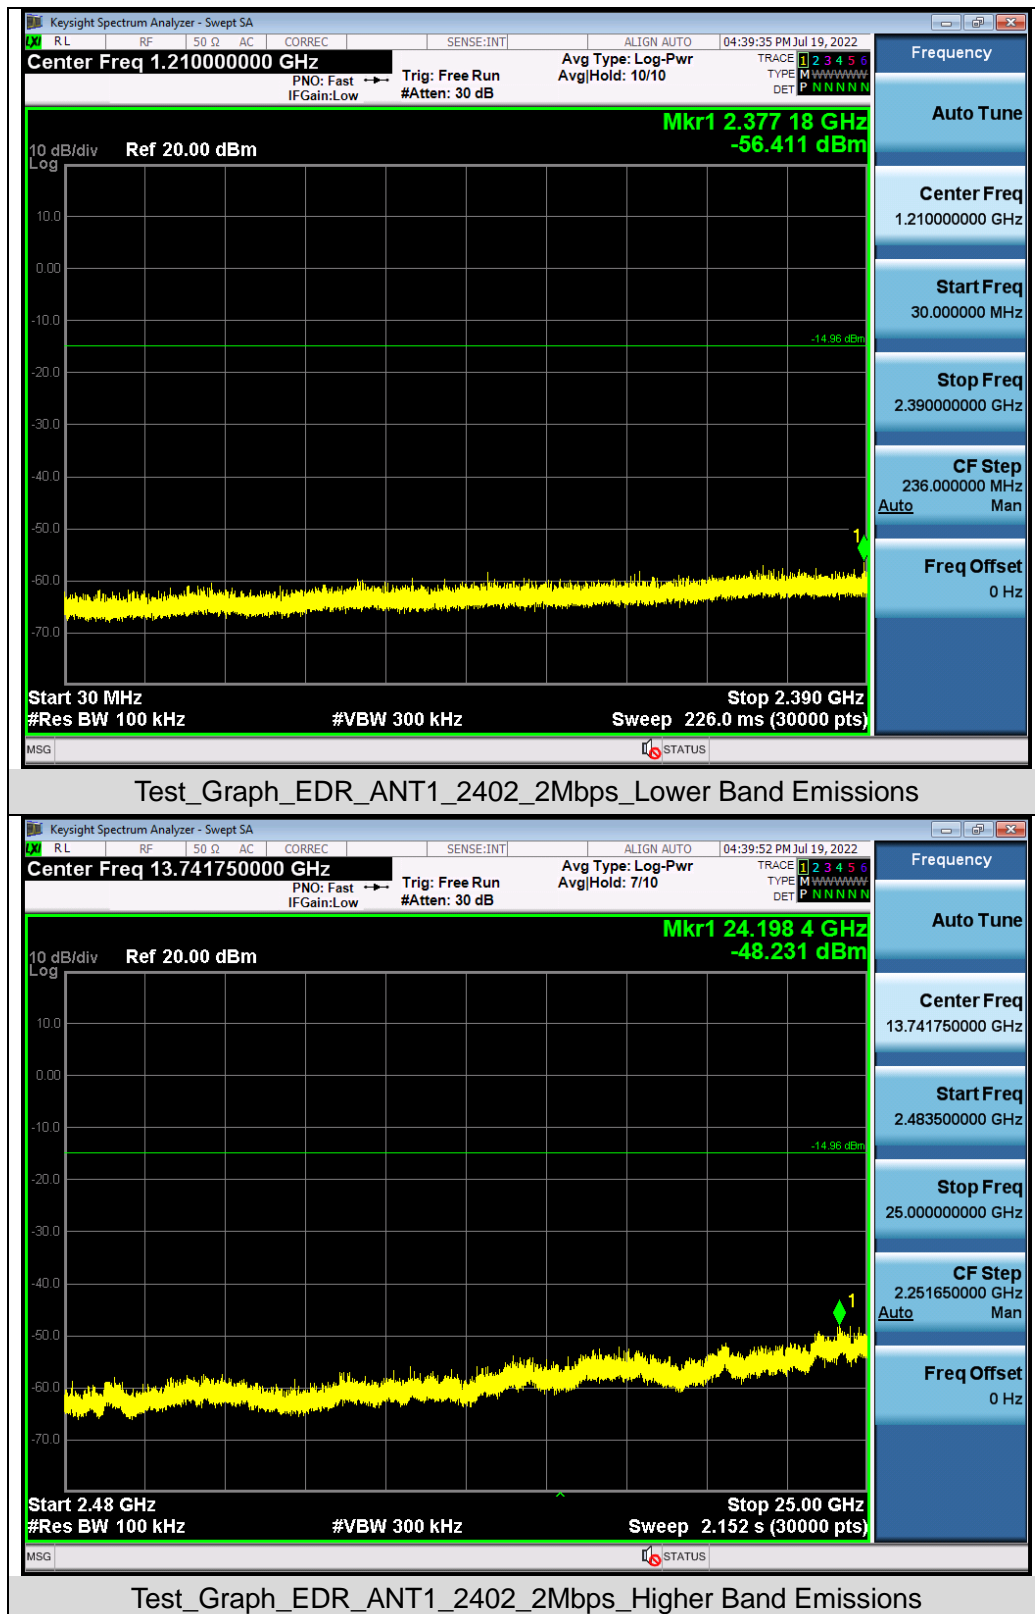 Keysight Spectrum Analyzer - Swept SA
LXI RL RF 50 Ω AC CORREC SENSE:INT ALIGN AUTO 04:39:35 PM Jul 19, 2022
Center Freq 1.210000000 GHz
PNO: Fast
IFGain:Low
Trig: Free Run
#Atten: 30 dB
Avg Type: Log-Pwr
Avg|Hold: 10/10
TRACE 1 2 3 4 5 6
TYPE M WWWWW
DET P N N N N N
Frequency
Mkr1 2.377 18 GHz
-56.411 dBm
10 dB/div Ref 20.00 dBm
Log
10.0
0.00
-10.0
-14.96 dBm
-20.0
-30.0
-40.0
-50.0
1
-60.0
-70.0
Start 30 MHz Stop 2.390 GHz
#Res BW 100 kHz #VBW 300 kHz Sweep 226.0 ms (30000 pts)
MSG STATUS
Auto Tune
Center Freq
1.210000000 GHz
Start Freq
30.000000 MHz
Stop Freq
2.390000000 GHz
CF Step
236.000000 MHz
Auto Man
Freq Offset
0 Hz
Test_Graph_EDR_ANT1_2402_2Mbps_Lower Band Emissions
Keysight Spectrum Analyzer - Swept SA
LXI RL RF 50 Ω AC CORREC SENSE:INT ALIGN AUTO 04:39:52 PM Jul 19, 2022
Center Freq 13.741750000 GHz
PNO: Fast
IFGain:Low
Trig: Free Run
#Atten: 30 dB
Avg Type: Log-Pwr
Avg|Hold: 7/10
TRACE 1 2 3 4 5 6
TYPE M WWWWW
DET P N N N N N
Frequency
Mkr1 24.198 4 GHz
-48.231 dBm
10 dB/div Ref 20.00 dBm
Log
10.0
0.00
-10.0
-14.96 dBm
-20.0
-30.0
-40.0
1
-50.0
-60.0
-70.0
Start 2.48 GHz Stop 25.00 GHz
#Res BW 100 kHz #VBW 300 kHz Sweep 2.152 s (30000 pts)
MSG STATUS
Auto Tune
Center Freq
13.741750000 GHz
Start Freq
2.483500000 GHz
Stop Freq
25.000000000 GHz
CF Step
2.251650000 GHz
Auto Man
Freq Offset
0 Hz
Test_Graph_EDR_ANT1_2402_2Mbps_Higher Band Emissions